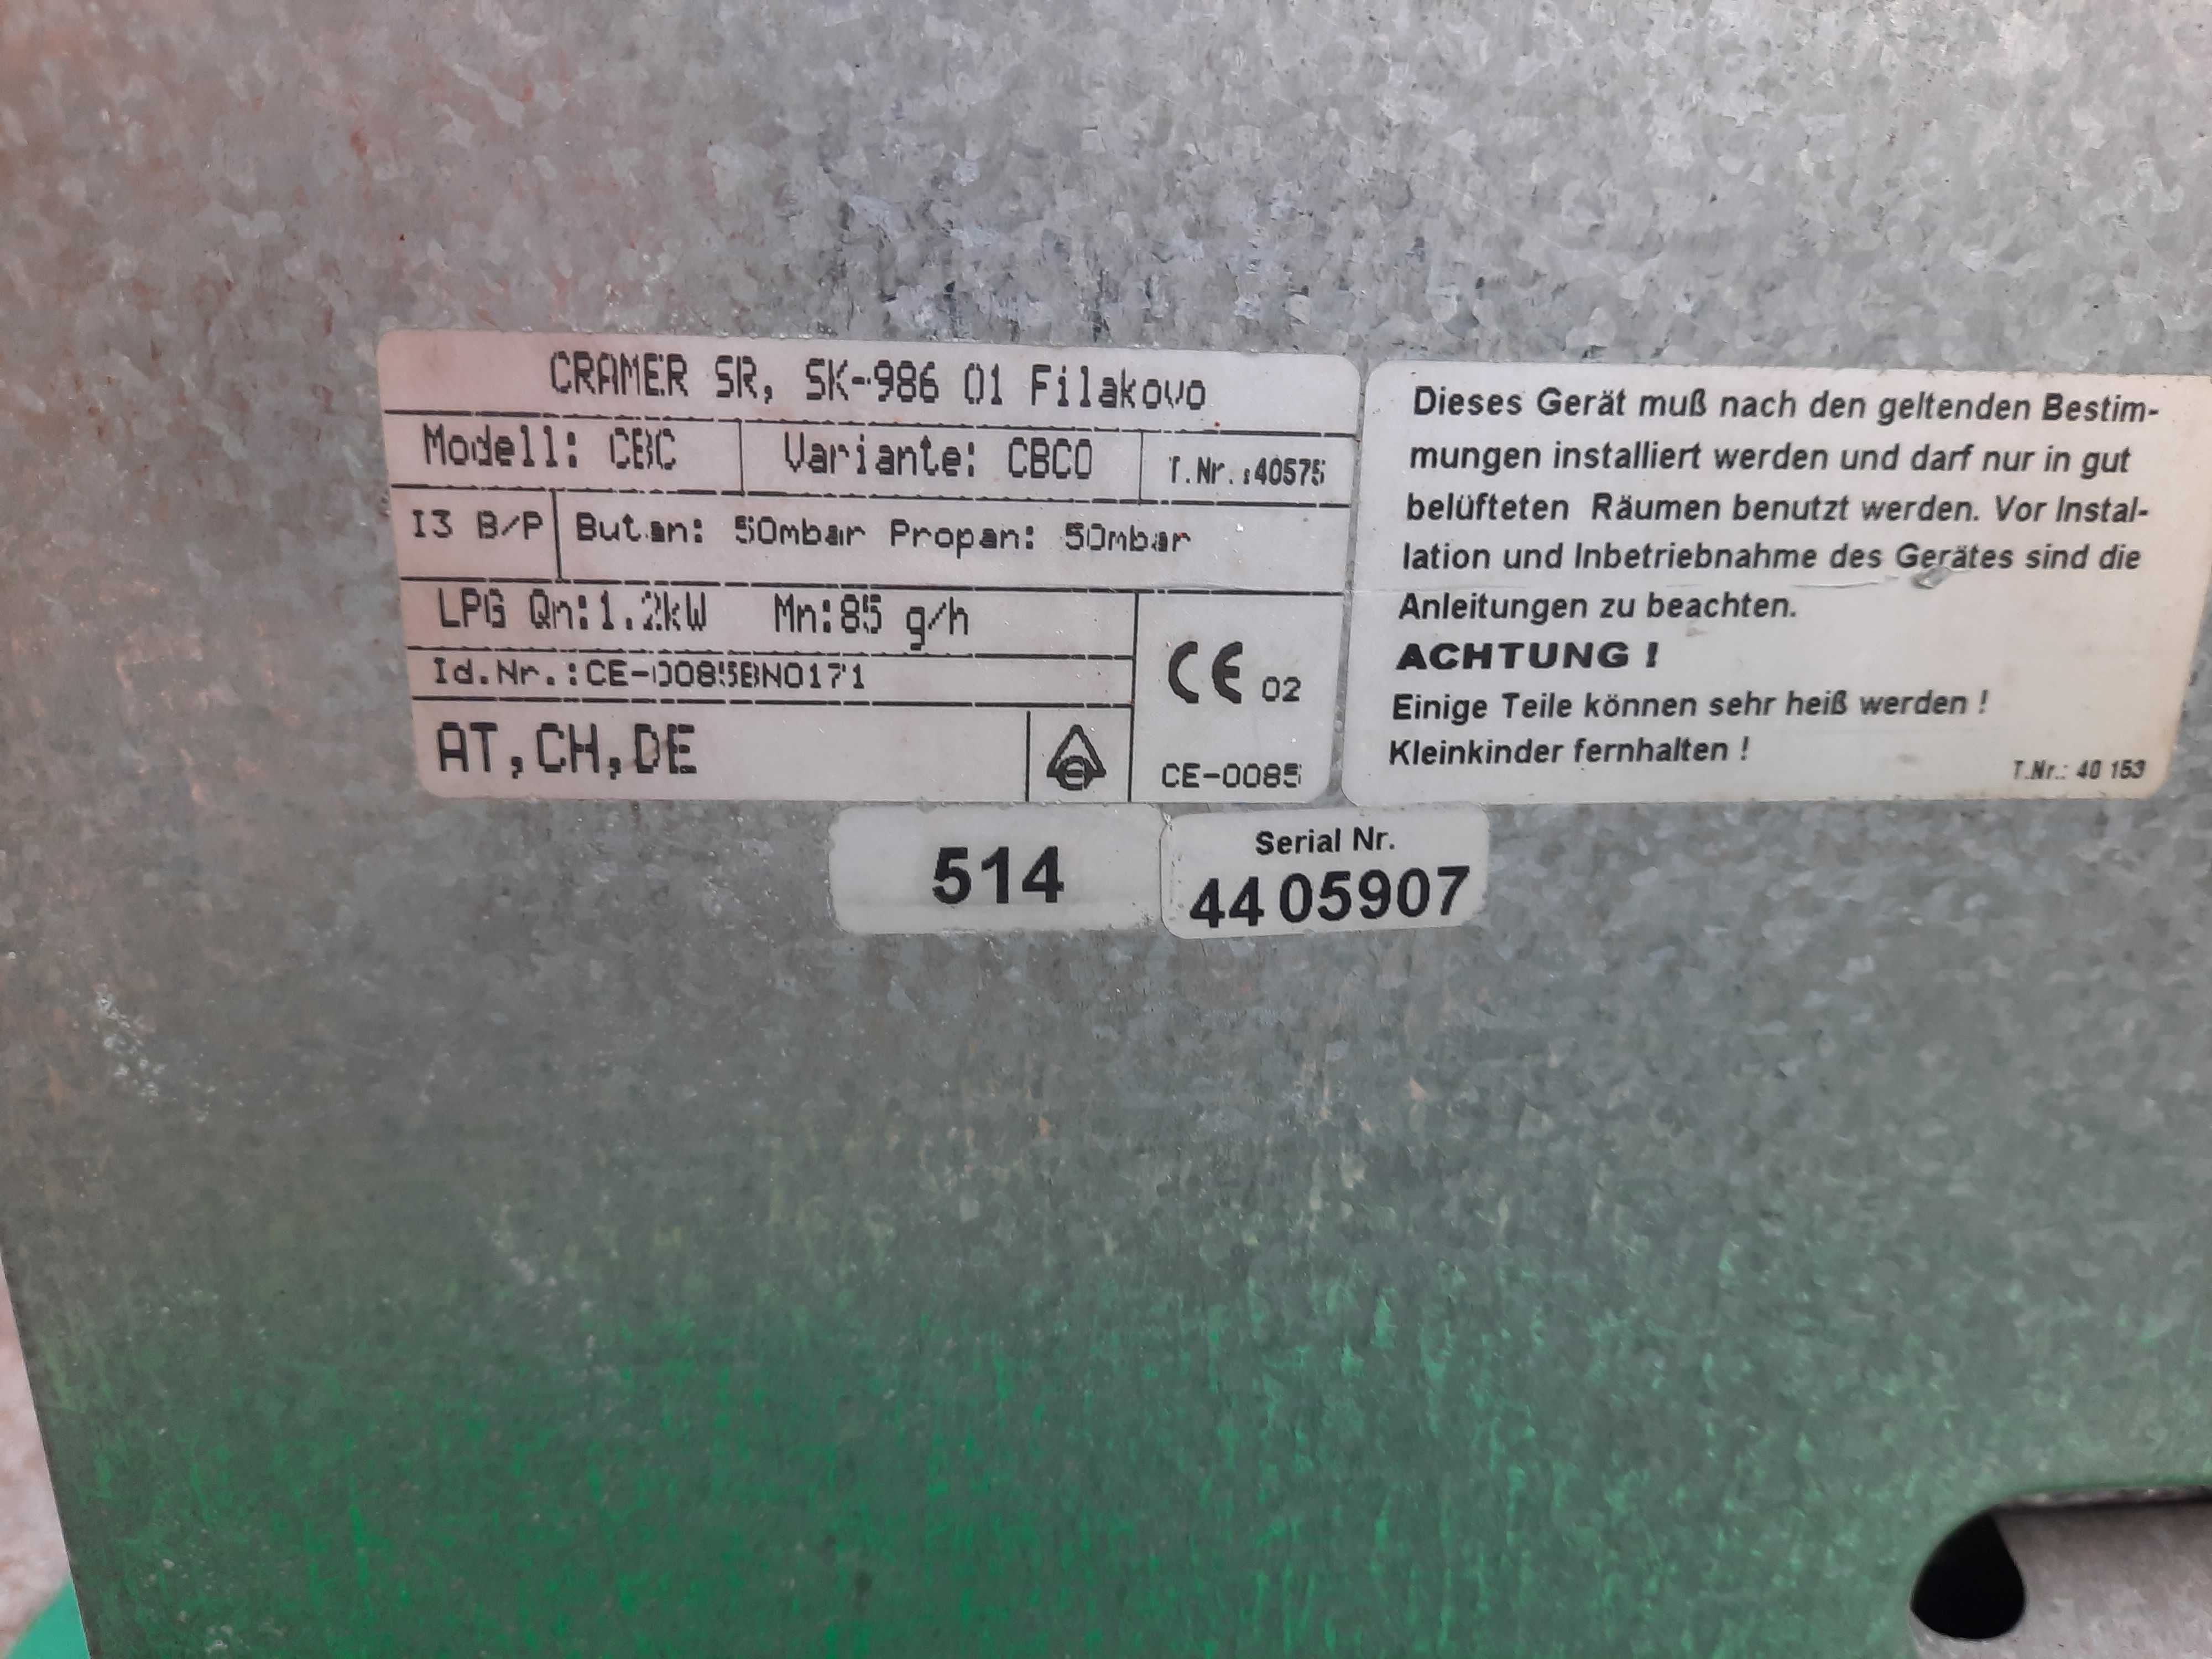 CRAMER SR, SK-986 01 Filakovo
Modell: CBC Variante: CBCO T.Nr.:40575
I3 B/P Butan: 50mbar Propan: 50mbar
LPG Qn:1.2kW Mn:85 g/h
Id.Nr.:CE-0085BN0171
CE 02
AT,CH,DE
CE-0085
Dieses Gerät muß nach den geltenden Bestim-
mungen installiert werden und darf nur in gut
belüfteten Räumen benutzt werden. Vor Instal-
lation und Inbetriebnahme des Gerätes sind die
Anleitungen zu beachten.
ACHTUNG !
Einige Teile können sehr heiß werden !
Kleinkinder fernhalten !
T.Nr.: 40 153
514
Serial Nr.
44 05907